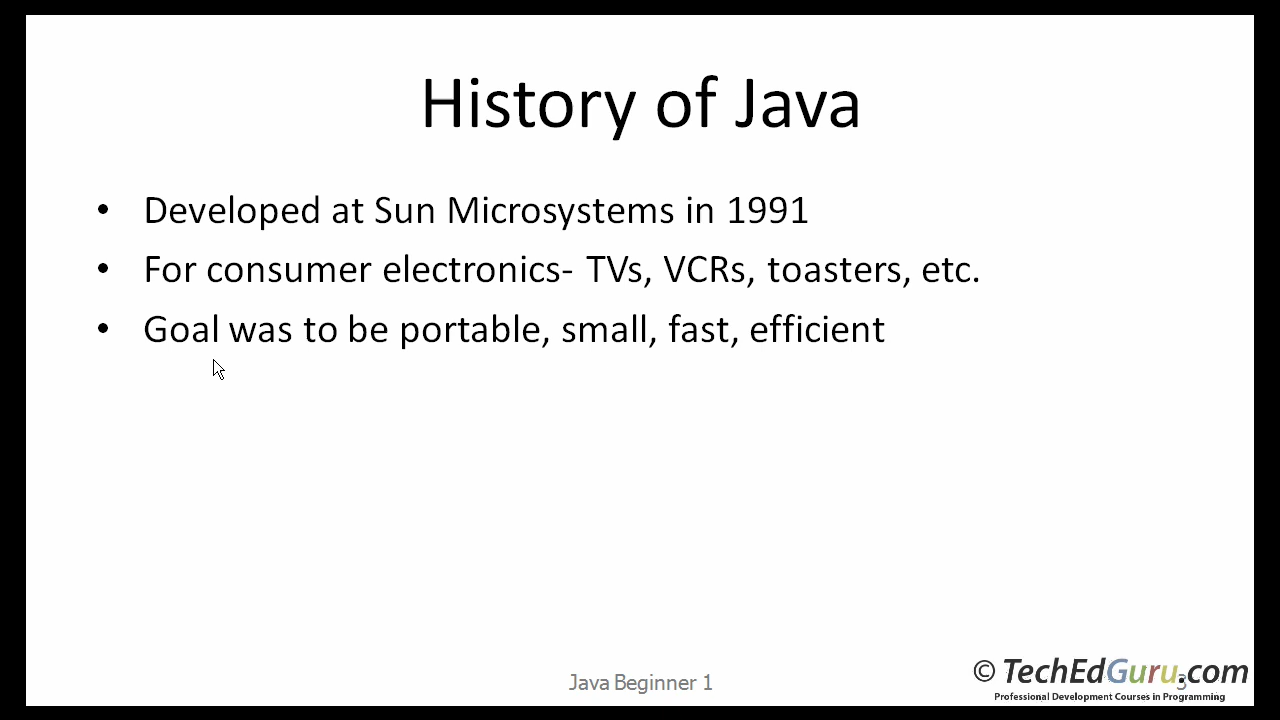 History of Java
• Developed at Sun Microsystems in 1991
• For consumer electronics- TVs, VCRs, toasters, etc.
• Goal was to be portable, small, fast, efficient
Java Beginner 1
3
© TechEdGuru.com
Professional Development Courses in Programming